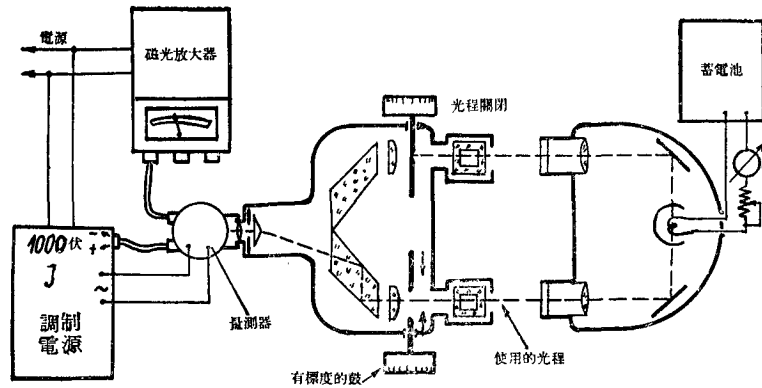 電源
磁光放大器
光程關閉
蓄電池
1000伏
-
+
~
調制
電源
擬測器
有標度的鼓
使用的光程